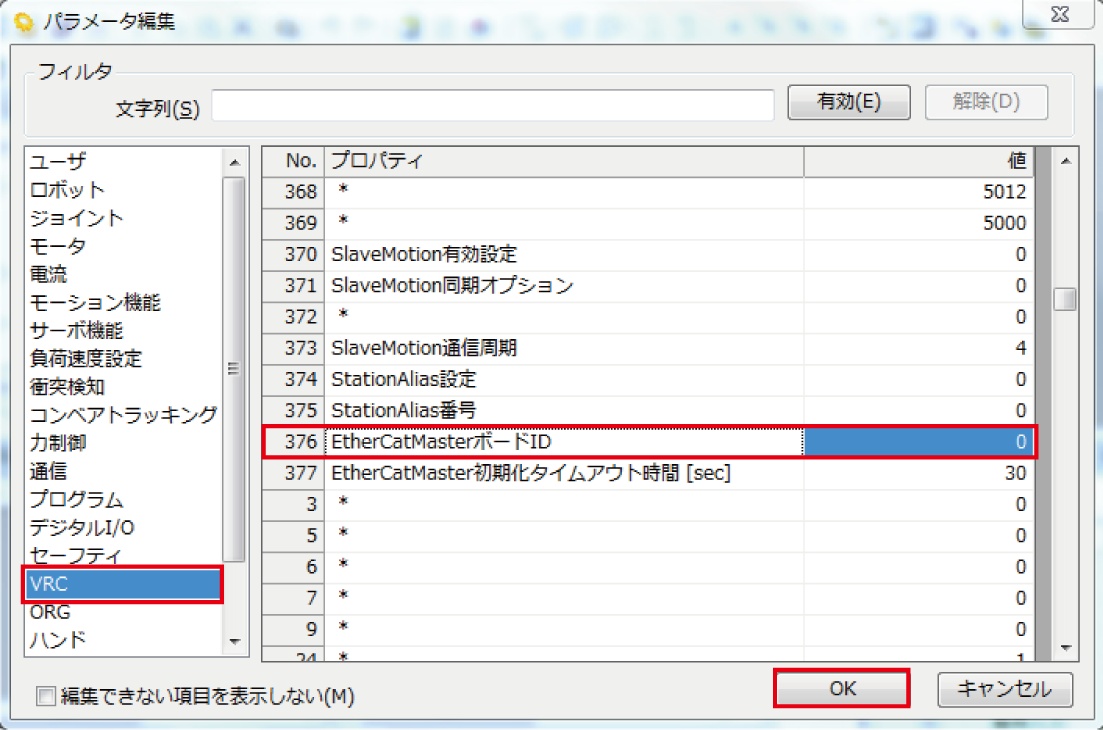 パラメータ編集
フィルタ
文字列(S) 有効(E) 解除(D)
ユーザ
ロボット
ジョイント
モータ
電流
モーション機能
サーボ機能
負荷速度設定
衝突検知
コンベアトラッキング
力制御
通信
プログラム
デジタルI/O
セーフティ
VRC
ORG
ハンド
No. プロパティ 値
368 * 5012
369 * 5000
370 SlaveMotion有効設定 0
371 SlaveMotion同期オプション 0
372 * 0
373 SlaveMotion通信周期 4
374 StationAlias設定 0
375 StationAlias番号 0
376 EtherCatMasterボードID 0
377 EtherCatMaster初期化タイムアウト時間 [sec] 30
3 * 0
5 * 0
6 * 0
7 * 0
9 * 0
24 * 1
編集できない項目を表示しない(M) OK キャンセル